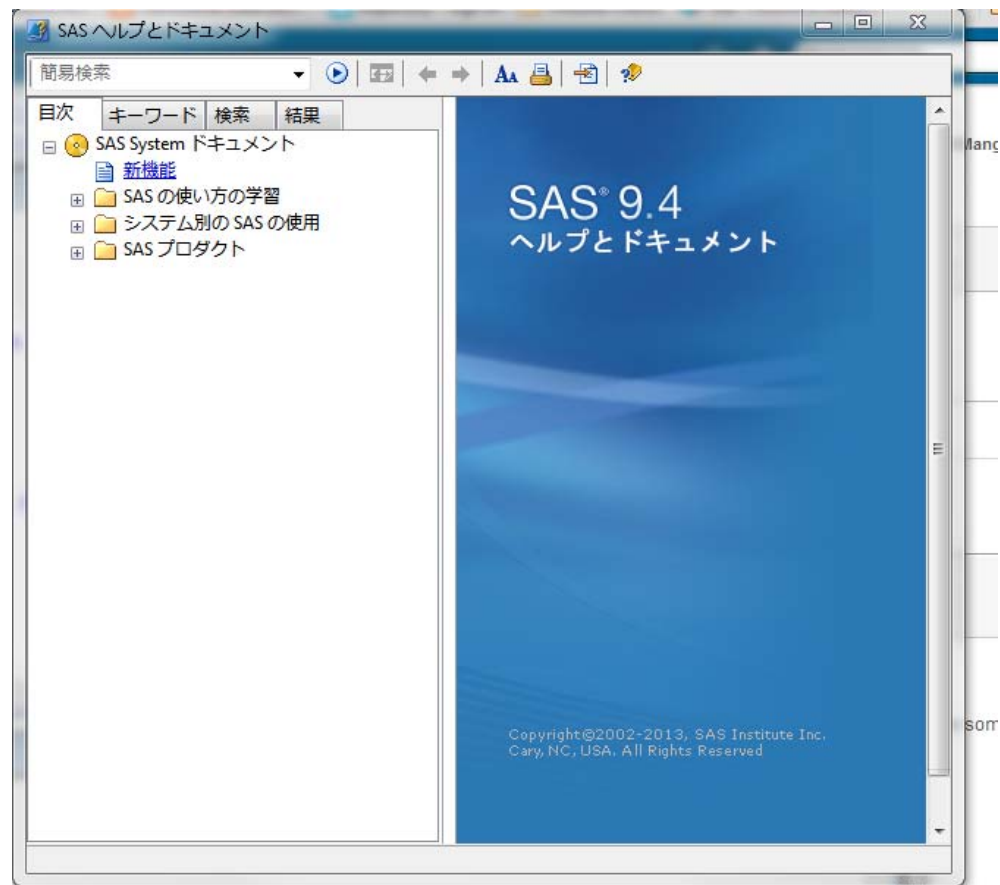 SAS ヘルプとドキュメント
簡易検索
目次 キーワード 検索 結果
SAS System ドキュメント
新機能
SAS の使い方の学習
システム別の SAS の使用
SAS プロダクト
SAS® 9.4
ヘルプとドキュメント
Copyright©2002-2013, SAS Institute Inc.
Cary, NC, USA. All Rights Reserved